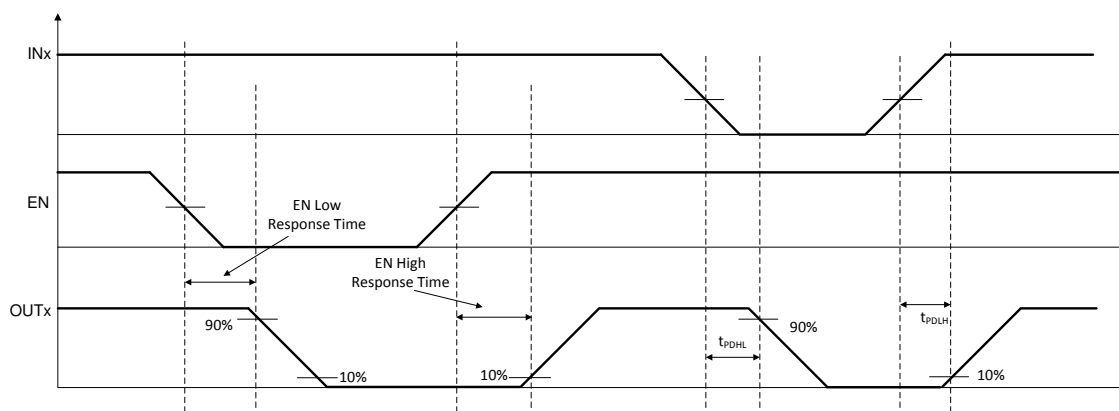 INx
EN
EN Low
Response Time
EN High
Response Time
OUTx
90%
10%
10%
tPDHL
90%
tPDLH
10%